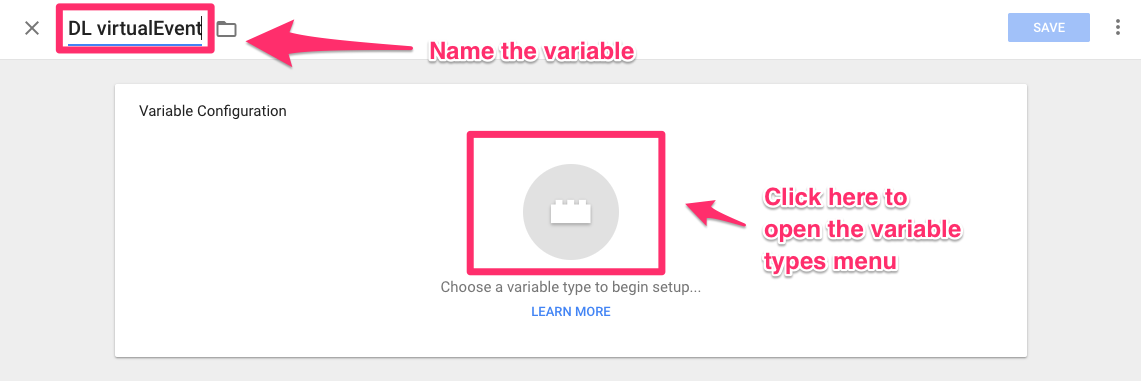 DL virtualEvent
SAVE
Name the variable
Variable Configuration
Click here to
open the variable
types menu
Choose a variable type to begin setup...
LEARN MORE